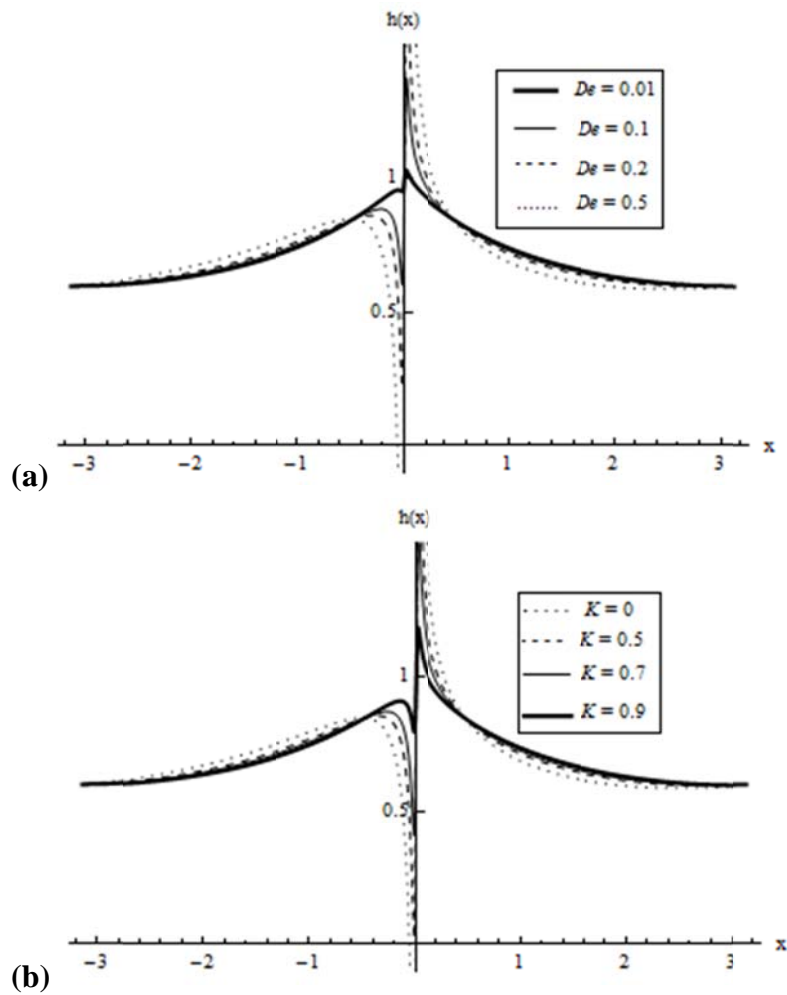 h(x)
De = 0.01
De = 0.1
De = 0.2
De = 0.5
1
0.5
−3 −2 −1 1 2 3 x
(a)
h(x)
K = 0
K = 0.5
K = 0.7
K = 0.9
1
0.5
−3 −2 −1 1 2 3 x
(b)